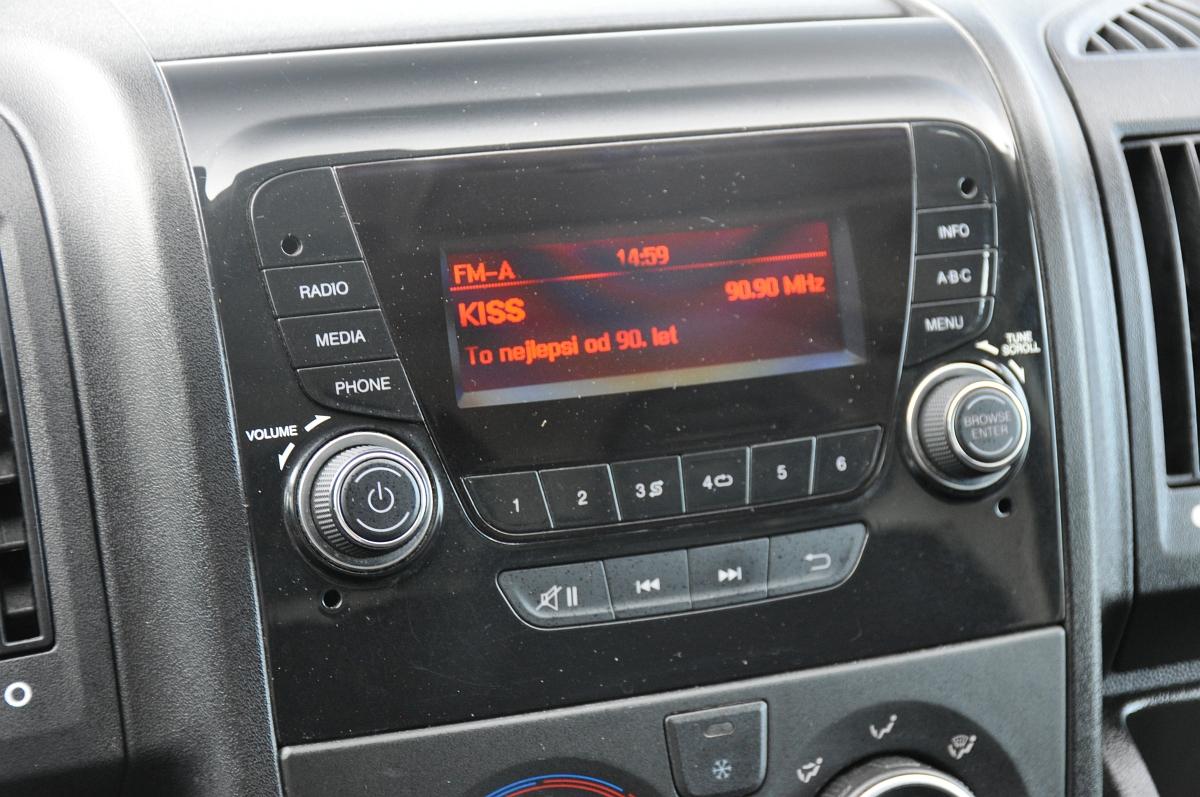 INFO
RADIO
A·B·C
MEDIA
MENU
PHONE
TUNE
SCROLL
VOLUME
BROWSE
ENTER
FM-A 14:59
KISS 90.90 MHz
To nejlepsi od 90. let
1 2 3 4 5 6